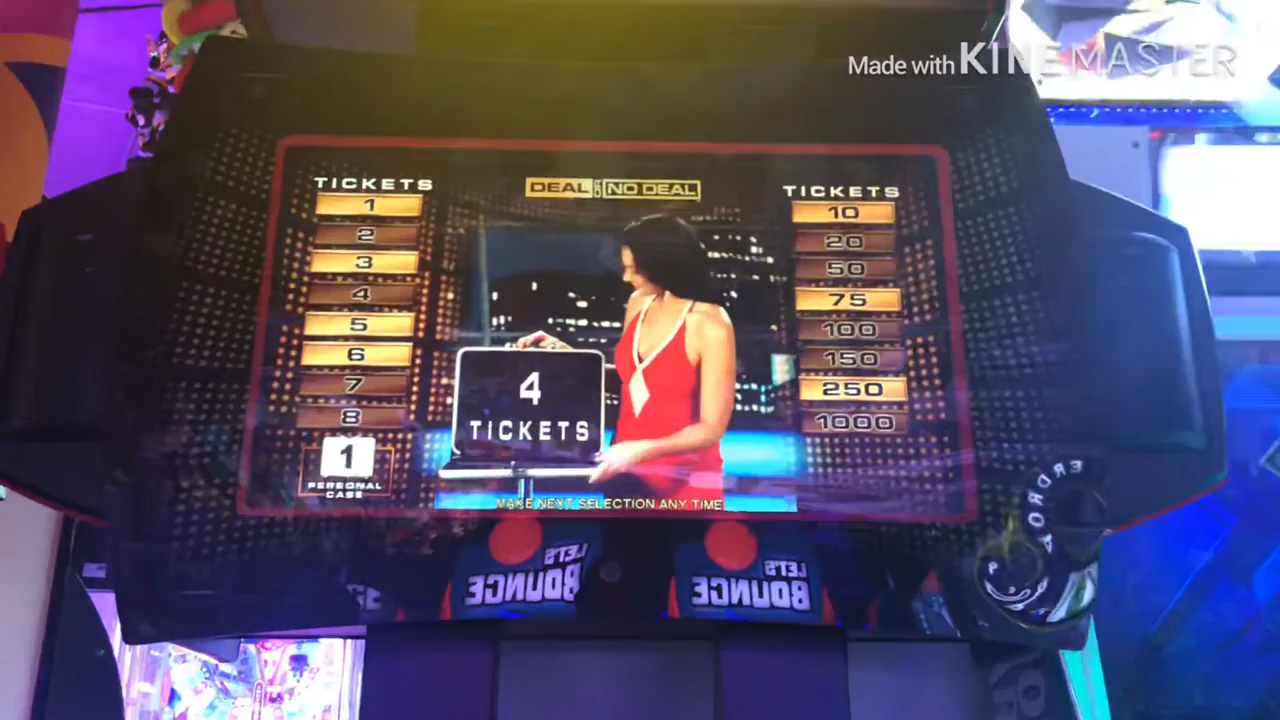 Made with KINEMASTER
TICKETS
1
2
3
4
5
6
7
8
1
PERSONAL
CASE
DEAL OR NO DEAL
4
TICKETS
MAKE NEXT SELECTION ANY TIME
TICKETS
10
20
50
75
100
150
250
1000
LET'S
BOUNCE
LET'S
BOUNCE